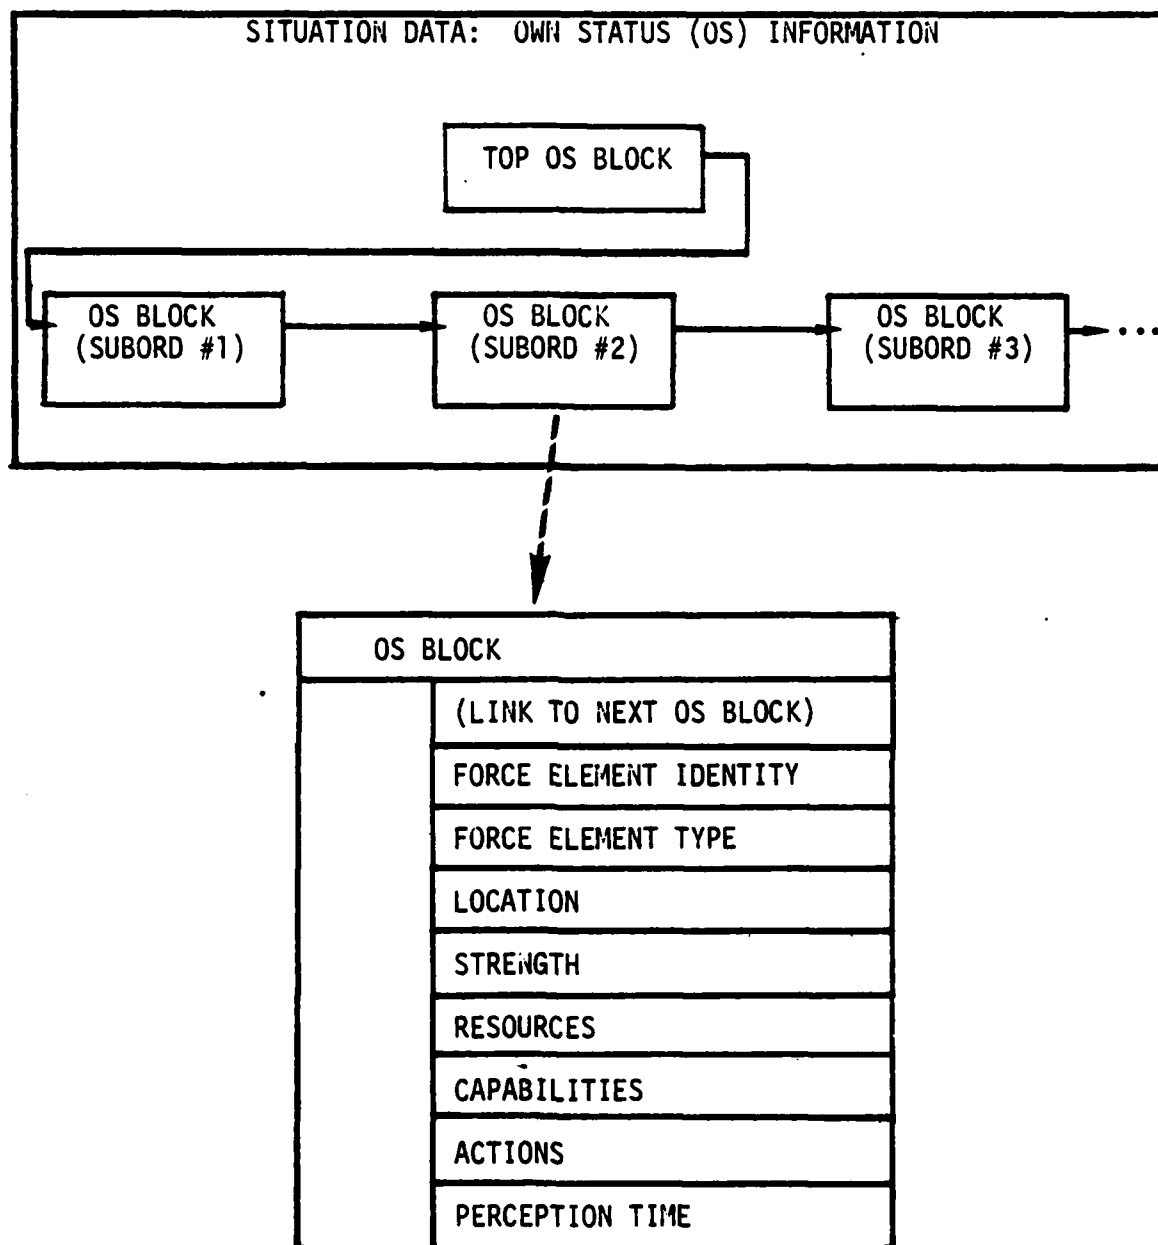 SITUATION DATA: OWN STATUS (OS) INFORMATION
TOP OS BLOCK
OS BLOCK
(SUBORD #1)
OS BLOCK
(SUBORD #2)
OS BLOCK
(SUBORD #3)
...
OS BLOCK
(LINK TO NEXT OS BLOCK)
FORCE ELEMENT IDENTITY
FORCE ELEMENT TYPE
LOCATION
STRENGTH
RESOURCES
CAPABILITIES
ACTIONS
PERCEPTION TIME